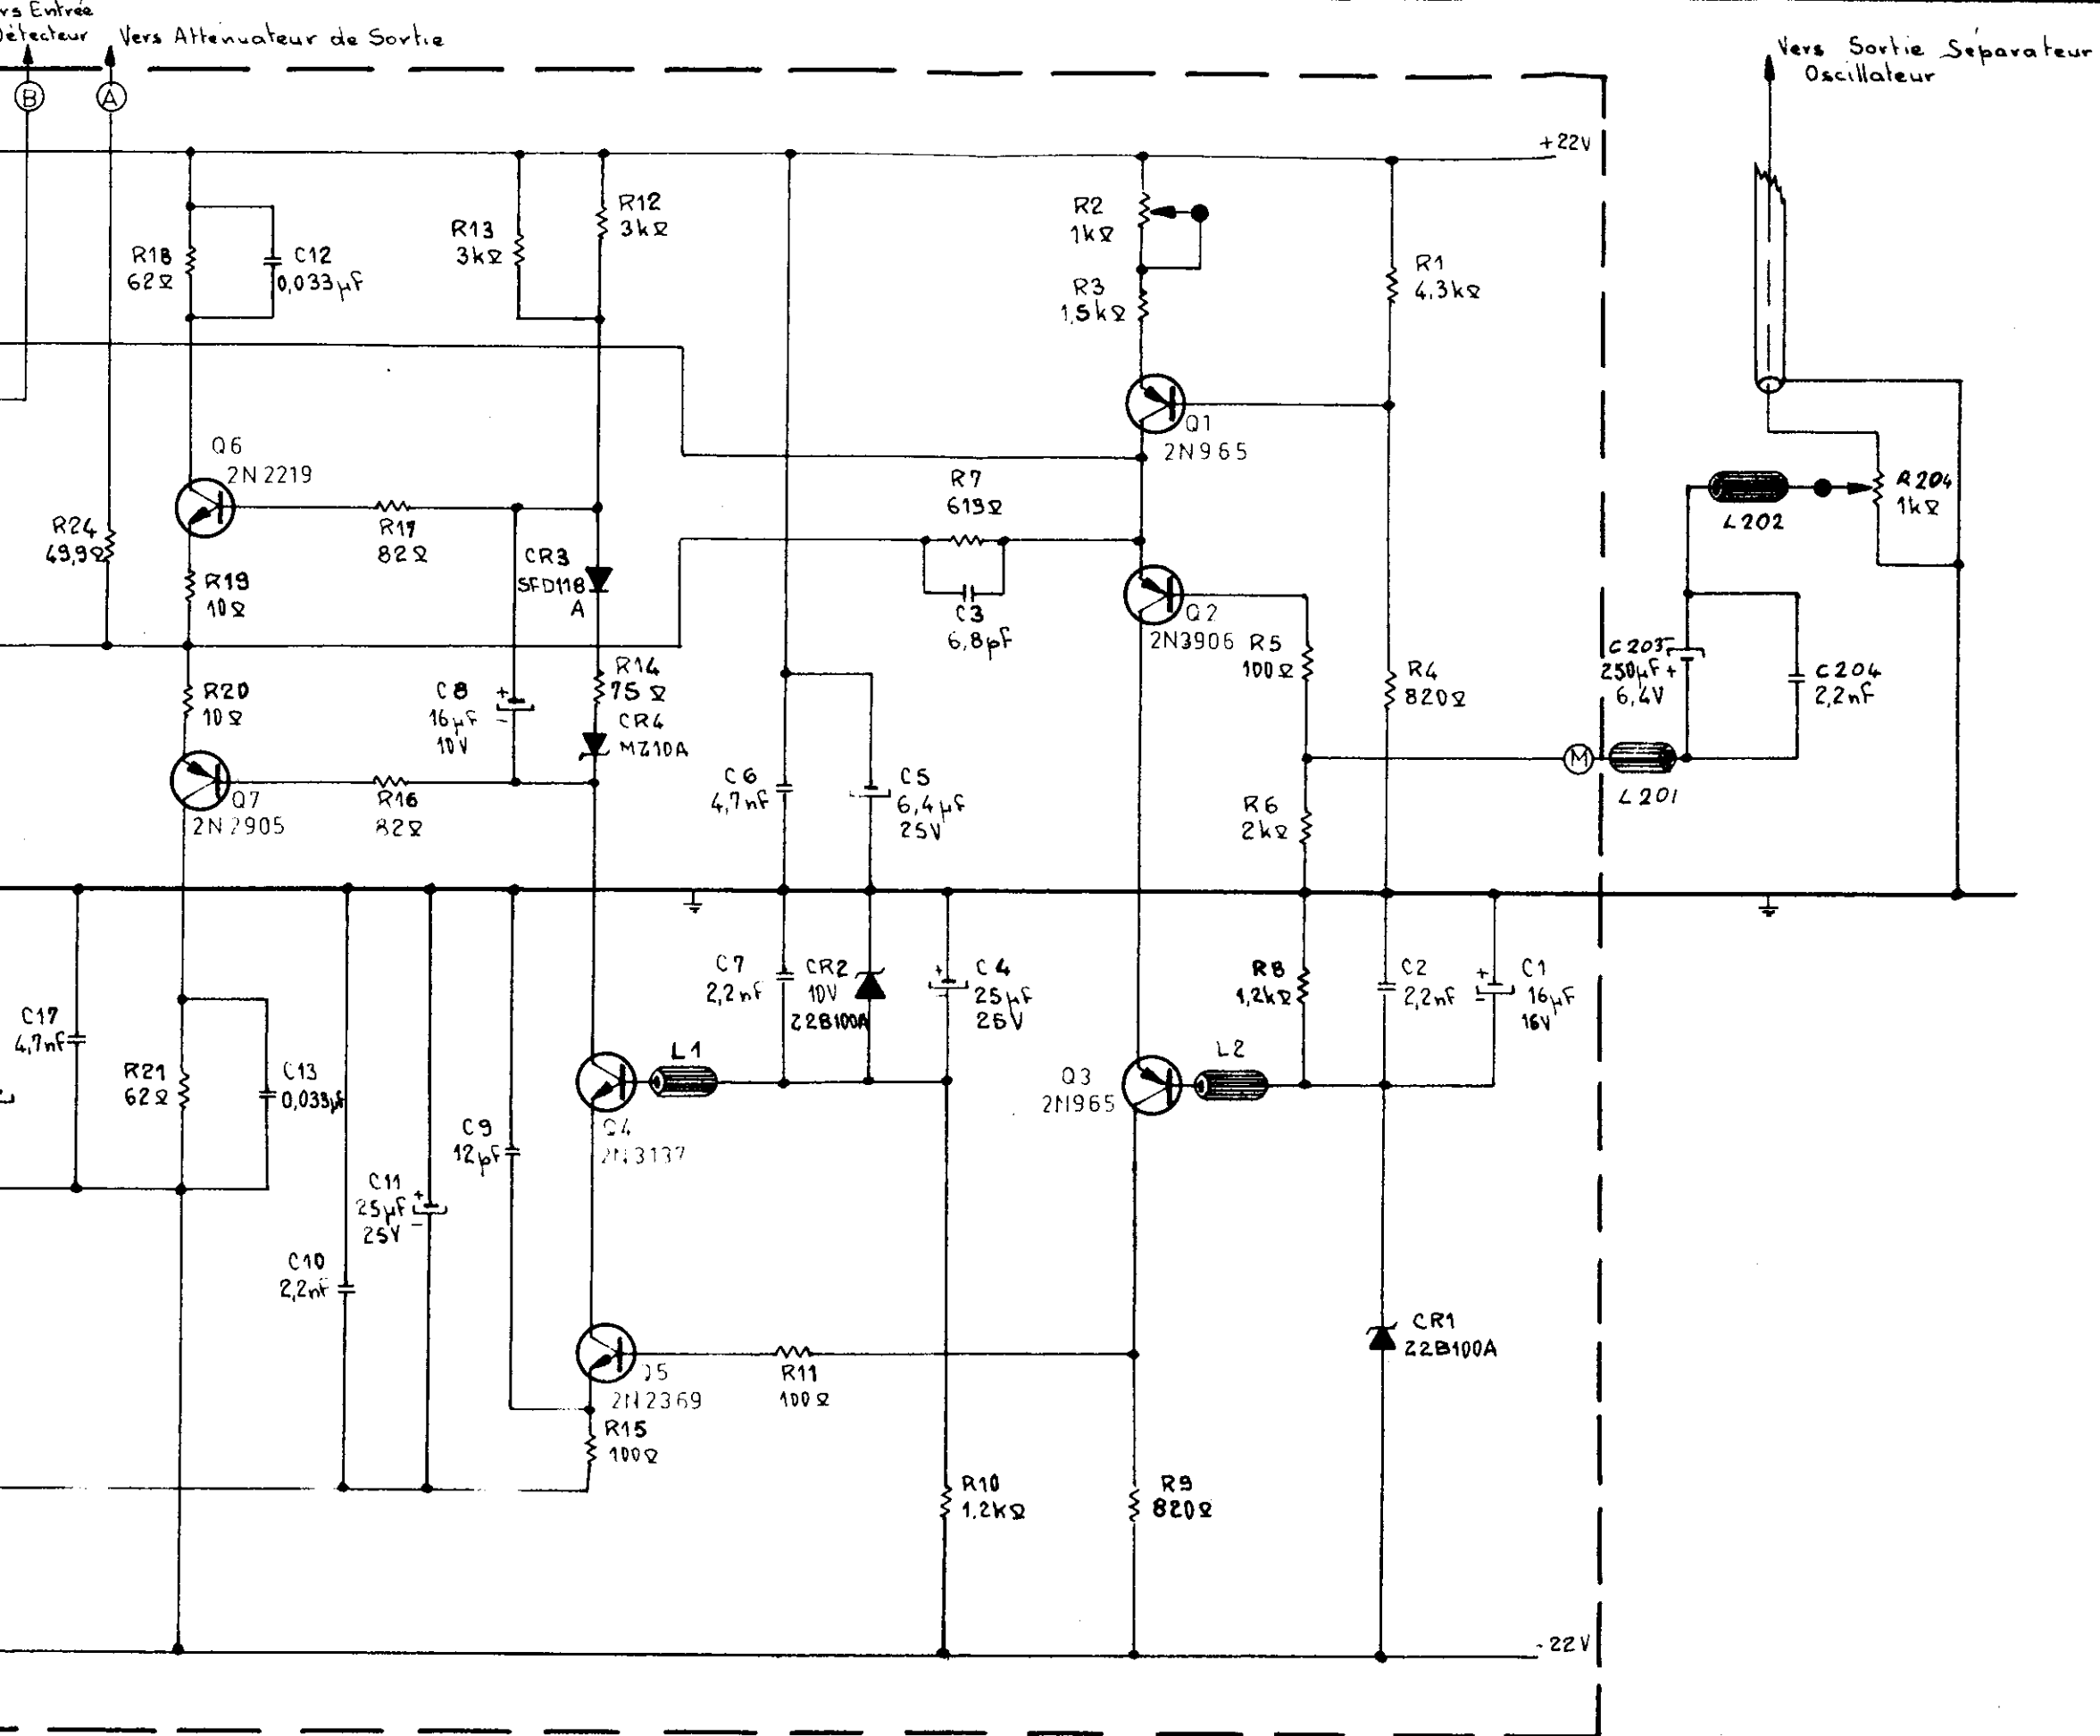 rs Entrée
Détecteur
Vers Attenuateur de Sortie
Vers Sortie Séparateur
Oscillateur
B
A
+22V
R18
62Ω
C12
0,033µF
R13
3kΩ
R12
3kΩ
R2
1kΩ
R3
1,5kΩ
R1
4,3kΩ
Q1
2N965
Q6
2N2219
R17
82Ω
R24
49,9Ω
R19
10Ω
CR3
SFD118
A
R7
619Ω
C3
6,8pF
Q2
2N3906
R5
100Ω
R4
820Ω
L202
R204
1kΩ
C203
250µF +
6,4V
C204
2,2nF
R20
10Ω
C8
+
16µF
-
10V
R14
75Ω
CR4
MZ10A
Q7
2N2905
R16
82Ω
C6
4,7nF
C5
6,4µF
25V
R6
2kΩ
M
L201
C17
4,7nF
R21
62Ω
C13
0,033µF
C7
2,2nF
CR2
10V
Z2B100A
+
C4
25µF
25V
R8
1,2kΩ
C2
2,2nF
+
-
C1
16µF
16V
L1
L2
Q3
2N965
Q4
2N3137
C9
12pF
C11
25µF
25V
+
-
C10
2,2nF
Q5
2N2369
R11
100Ω
R15
100Ω
CR1
Z2B100A
R10
1,2kΩ
R9
820Ω
-22V